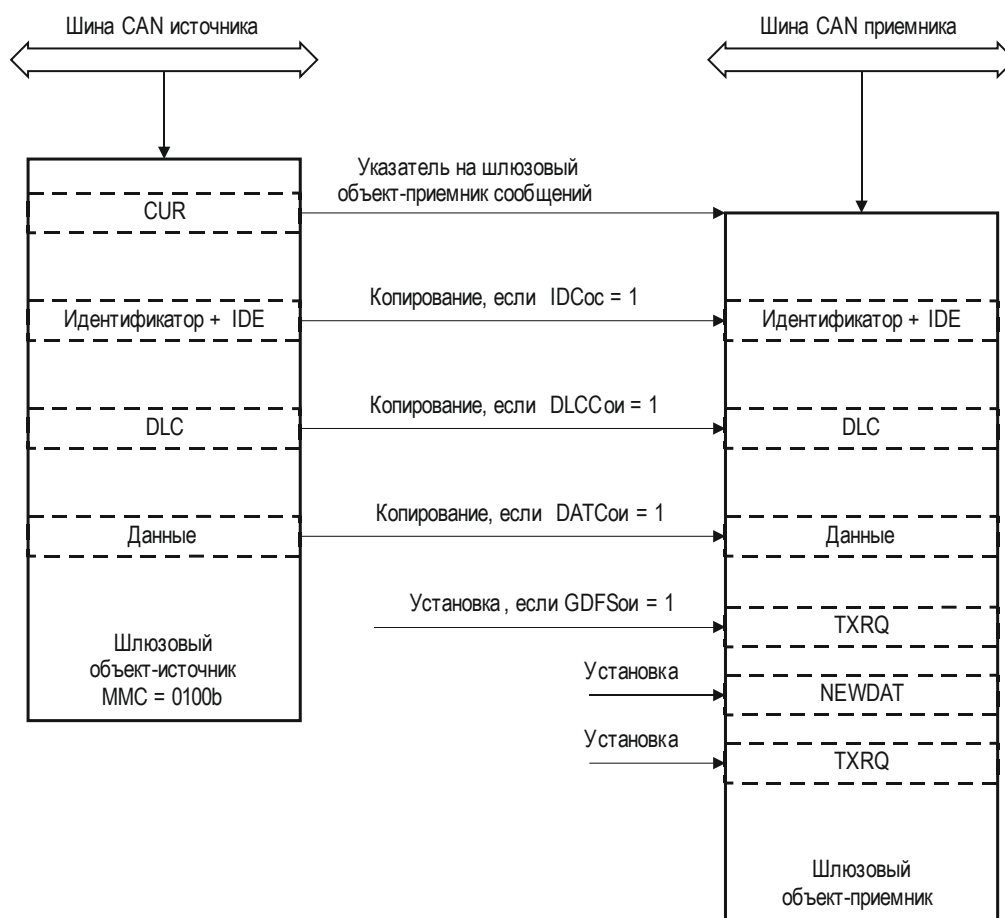 Шина CAN источника
Шина CAN приемника
Указатель на шлюзовый
объект-приемник сообщений
CUR
Копирование, если IDCос = 1
Идентификатор + IDE
Идентификатор + IDE
Копирование, если DLCCои = 1
DLC
DLC
Копирование, если DATCои = 1
Данные
Данные
Установка , если GDFSои = 1
TXRQ
Шлюзовый
объект-источник
MMC = 0100b
Установка
NEWDAT
Установка
TXRQ
Шлюзовый
объект-приемник